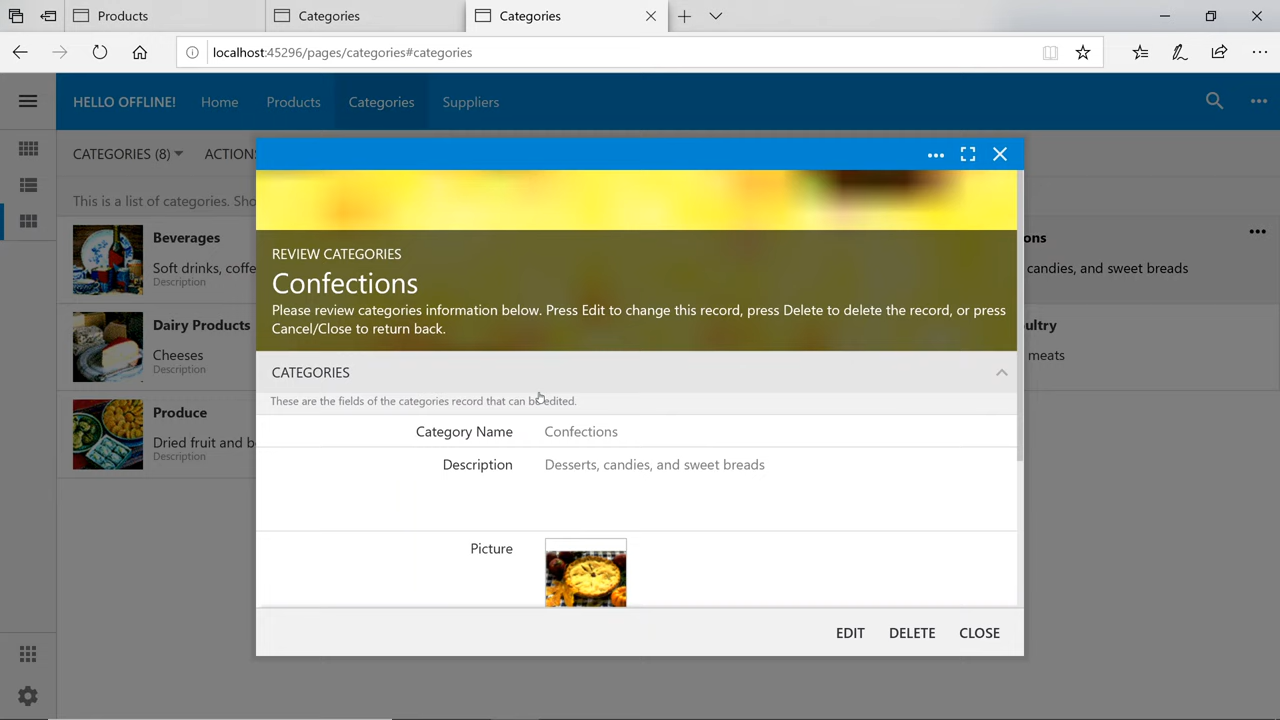 Products
Categories
Categories
localhost:45296/pages/categories#categories
HELLO OFFLINE!
Home
Products
Categories
Suppliers
CATEGORIES (8)
ACTIONS
This is a list of categories. Sho
Beverages
Soft drinks, coffe
Description
Dairy Products
Cheeses
Description
Produce
Dried fruit and b
Description
ons
candies, and sweet breads
ultry
meats
REVIEW CATEGORIES
Confections
Please review categories information below. Press Edit to change this record, press Delete to delete the record, or press
Cancel/Close to return back.
CATEGORIES
These are the fields of the categories record that can be edited.
Category Name
Confections
Description
Desserts, candies, and sweet breads
Picture
EDIT
DELETE
CLOSE